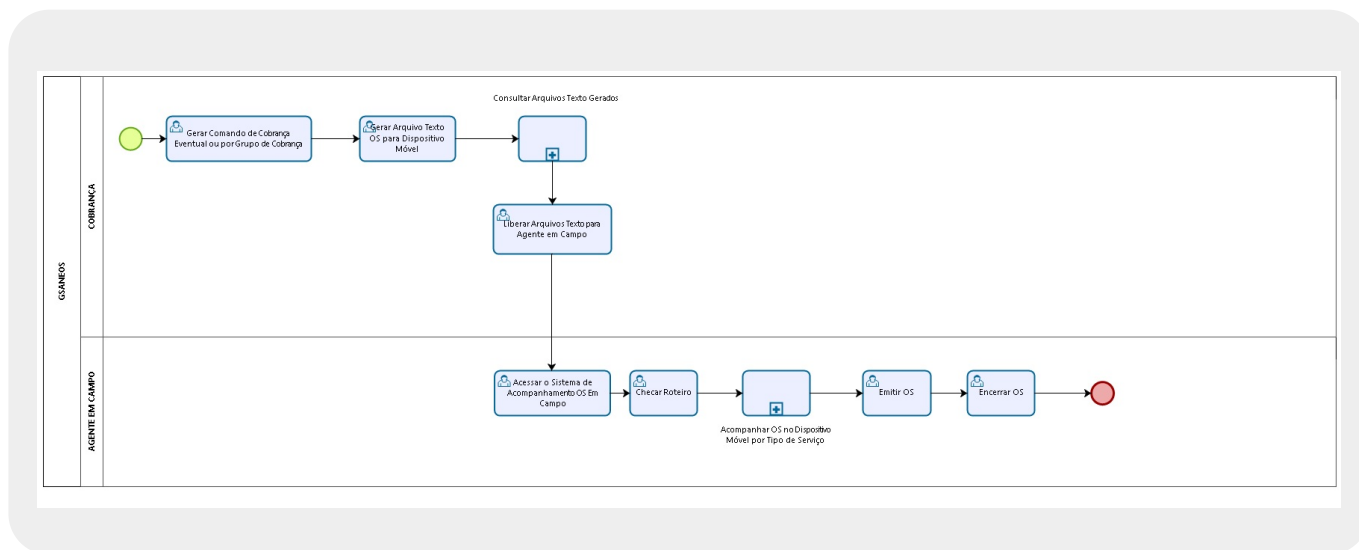 GSANEOS
COBRANÇA
Consultar Arquivos Texto Gerados
Gerar Comando de Cobrança
Eventual ou por Grupo de Cobrança
Gerar Arquivo Texto
OS para Dispositivo
Móvel
Liberar Arquivos Texto para
Agente em Campo
AGENTE EM CAMPO
Acessar o Sistema de
Acompanhamento OS Em
Campo
Checar Roteiro
Acompanhar OS no Dispositivo
Móvel por Tipo de Serviço
Emitir OS
Encerrar OS